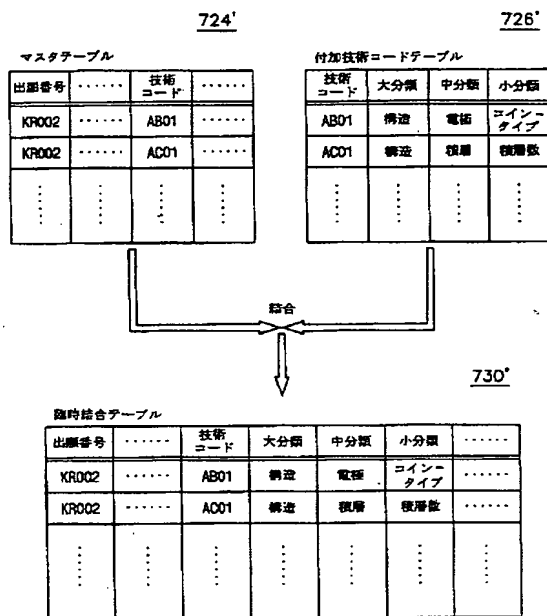 724'
726'
マスタテーブル
付加技術コードテーブル
出願番号 ······ 技術コード ······
KR002 ······ AB01 ······
KR002 ······ AC01 ······
技術コード 大分類 中分類 小分類
AB01 構造 電極 コインータイプ
AC01 構造 積層 積層数
結合
730'
臨時結合テーブル
出願番号 ······ 技術コード 大分類 中分類 小分類 ······
KR002 ······ AB01 構造 電極 コインータイプ ······
KR002 ······ AC01 構造 積層 積層数 ······